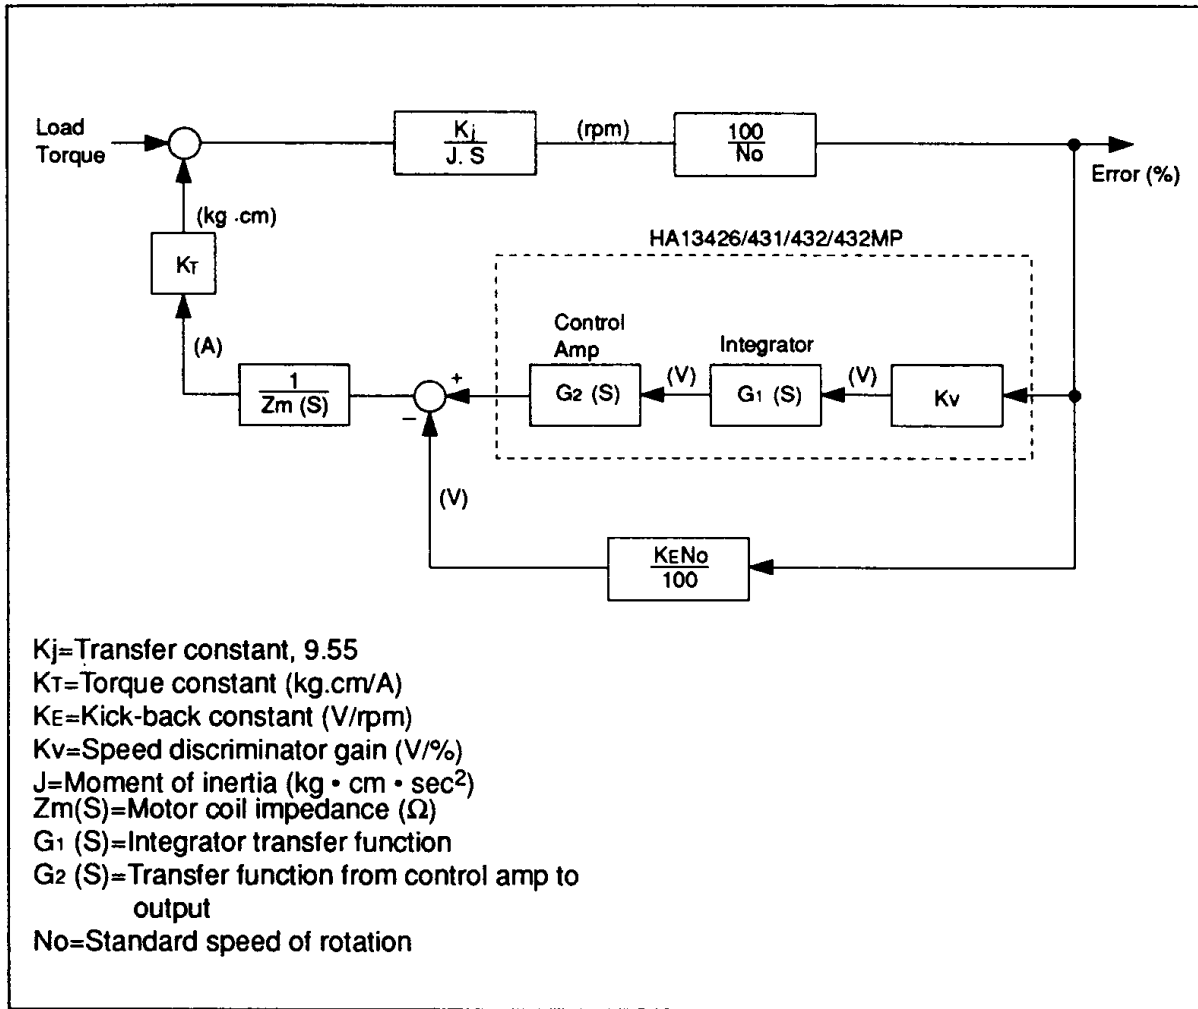 Load
Torque
Kj
J. S
(rpm)
100
No
Error (%)
(kg .cm)
KT
(A)
1
Zm (S)
HA13426/431/432/432MP
Control
Amp
Integrator
+
−
G2 (S)
(V)
G1 (S)
(V)
Kv
(V)
KENo
100
Kj=Transfer constant, 9.55
KT=Torque constant (kg.cm/A)
KE=Kick-back constant (V/rpm)
Kv=Speed discriminator gain (V/%)
J=Moment of inertia (kg • cm • sec²)
Zm(S)=Motor coil impedance (Ω)
G1 (S)=Integrator transfer function
G2 (S)=Transfer function from control amp to
output
No=Standard speed of rotation